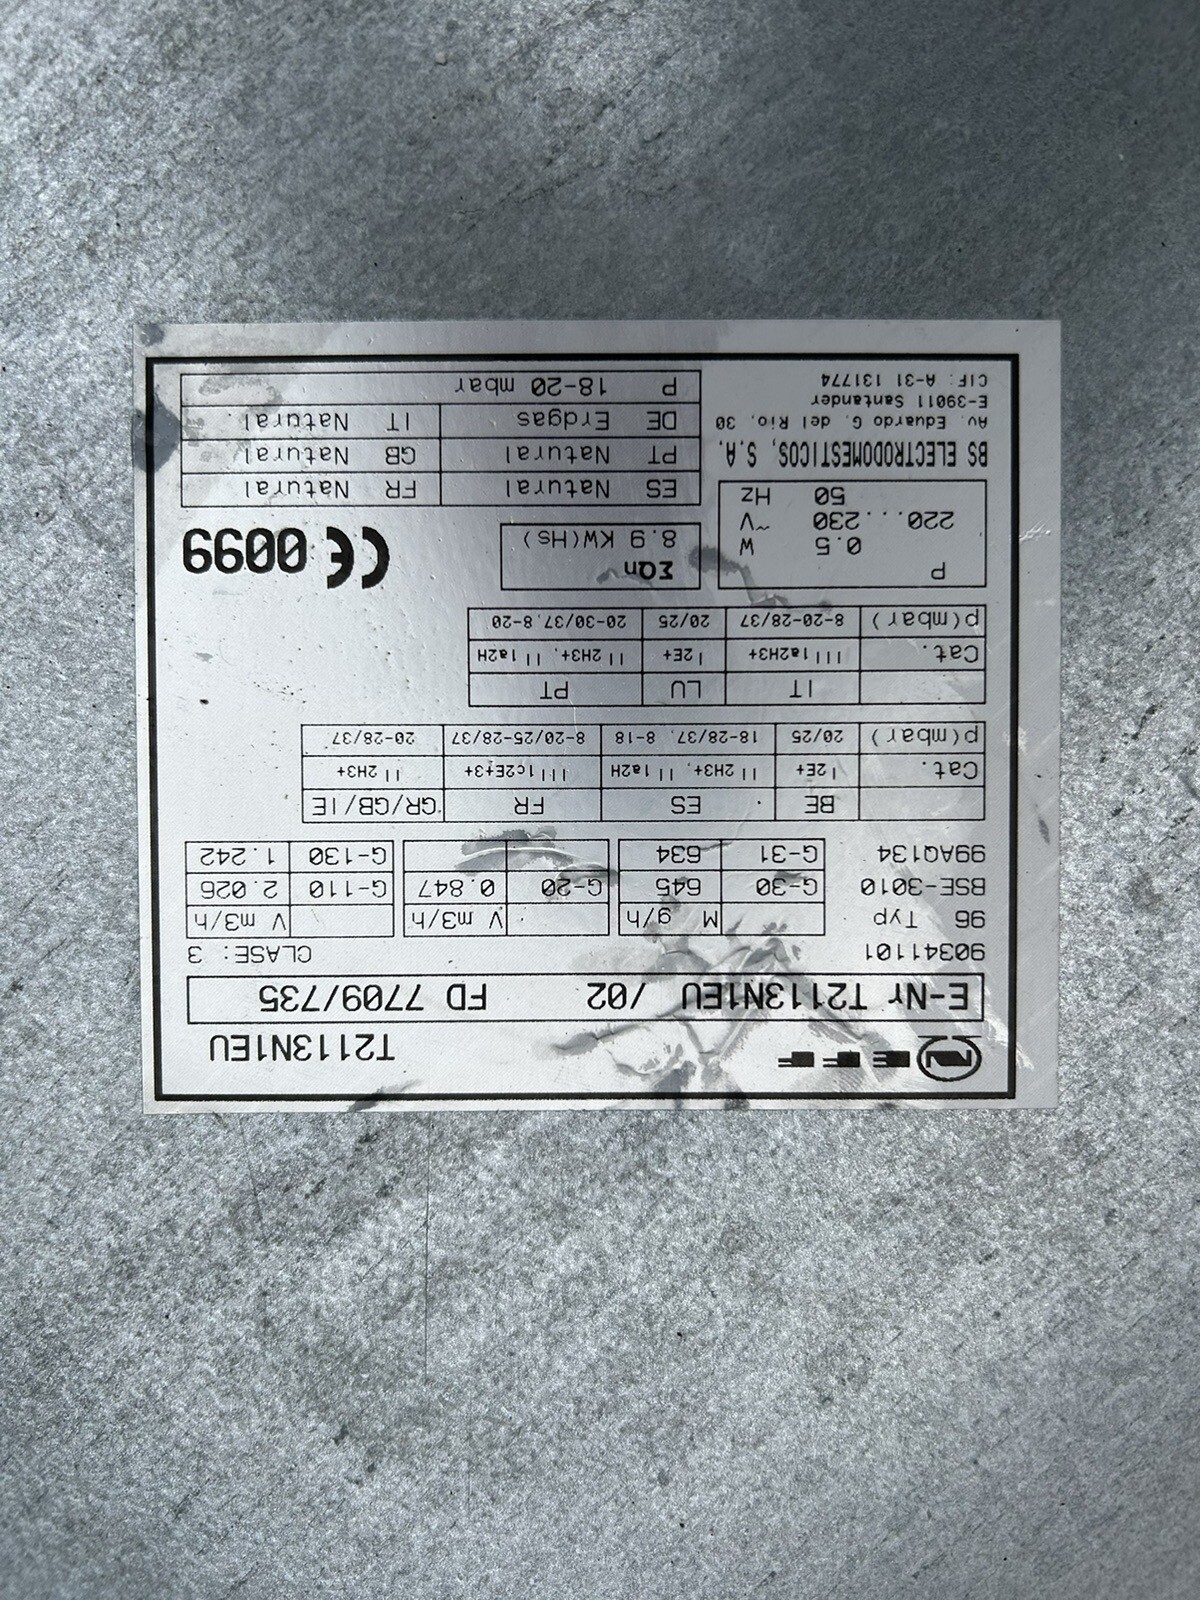 NEFF T2113N1EU
E-Nr T2113N1EU /02 FD 7709/735
90341101 CLASE: 3
96 Typ M g/h V m3/h V m3/h
BSE-3010 G-30 645 G-20 0.847 G-110 2.026
99AQ134 G-31 634 G-130 1.242
BE ES FR GR/GB/IE
Cat. I2E+ II2H3+, II1a2H III1c2E+3+ II2H3+
p(mbar) 20/25 18-28/37, 8-18 8-20/25-28/37 20-28/37
IT LU PT
Cat. III1a2H3+ I2E+ II2H3+, II1a2H
p(mbar) 8-20-28/37 20/25 20-30/37, 8-20
P
0.5 W
220...230 ~V
50 Hz
ΣQn
8.9 KW(Hs)
CE 0099
BS ELECTRODOMESTICOS, S.A.
Av. Eduardo G. del Rio, 30
E-39011 Santander
CIF: A-31 131774
ES Natural FR Natural
PT Natural GB Natural
DE Erdgas IT Natural
P 18-20 mbar